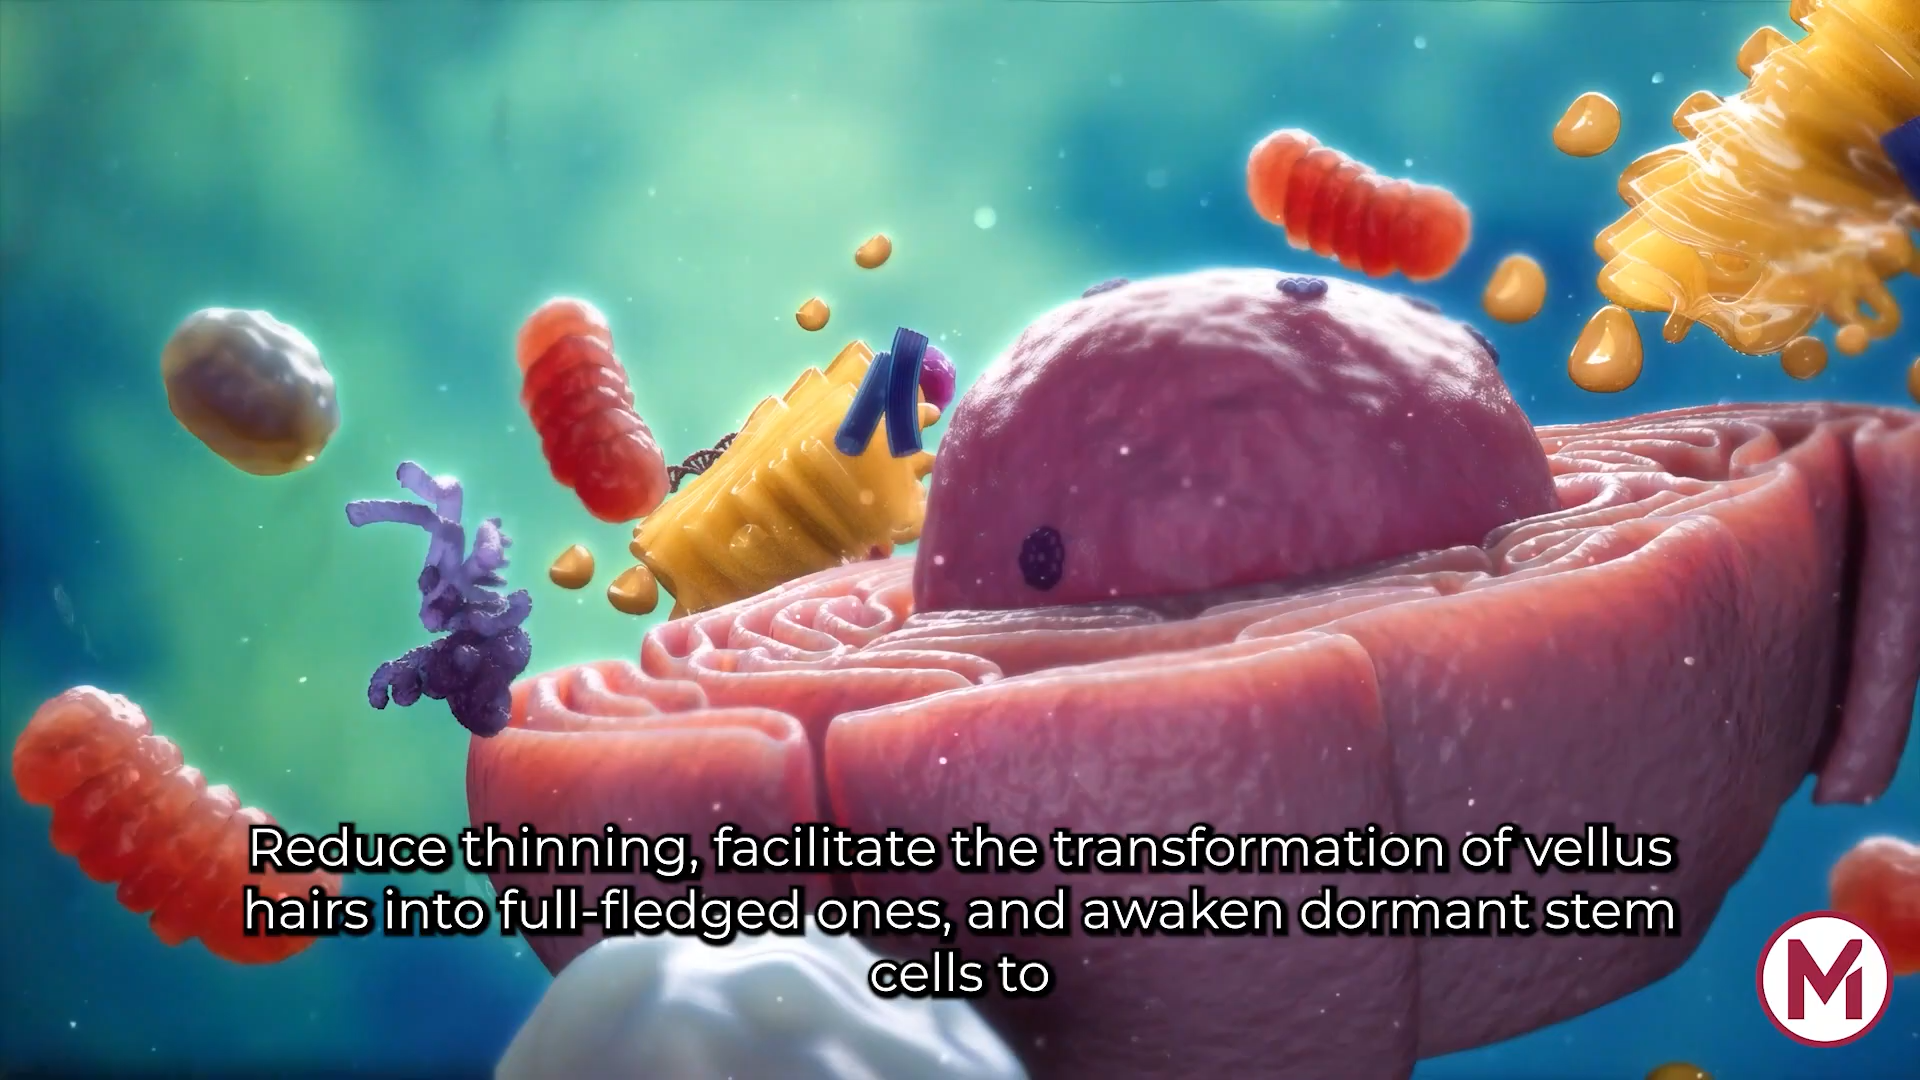 Reduce thinning, facilitate the transformation of vellus
hairs into full-fledged ones, and awaken dormant stem
cells to
M